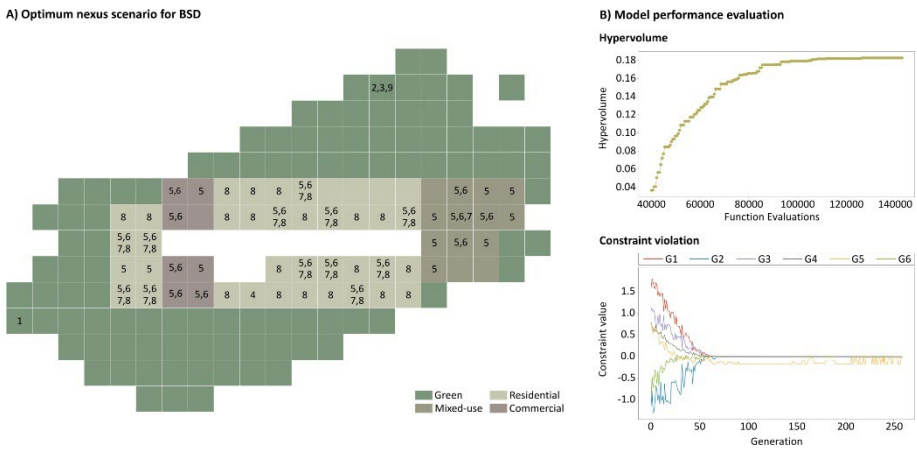 A) Optimum nexus scenario for BSD
2,3,9
5,6 5 8 8 8 5,6 5,6 5 5
7,8
8 8 5,6 8 8 5,6 8 5,6 8 8 5,6 5 5,6,7 5,6 5
7,8 7,8 7,8
5,6 5,6 5 5,6 5
7,8 7,8
5 5 5,6 5 8 5,6 5,6 8 5,6 8 5
7,8 7,8 7,8
5,6 5,6 5,6 5,6 8 4 8 8 8 5,6 8 8
7,8 7,8 7,8
1
Green Residential
Mixed-use Commercial
B) Model performance evaluation
Hypervolume
0.18
0.16
0.14
0.12
0.10
0.08
0.06
0.04
Hypervolume
40000 60000 80000 100000 120000 140000
Function Evaluations
Constraint violation
G1 G2 G3 G4 G5 G6
1.5
1.0
0.5
0.0
-0.5
-1.0
Constraint value
0 50 100 150 200 250
Generation